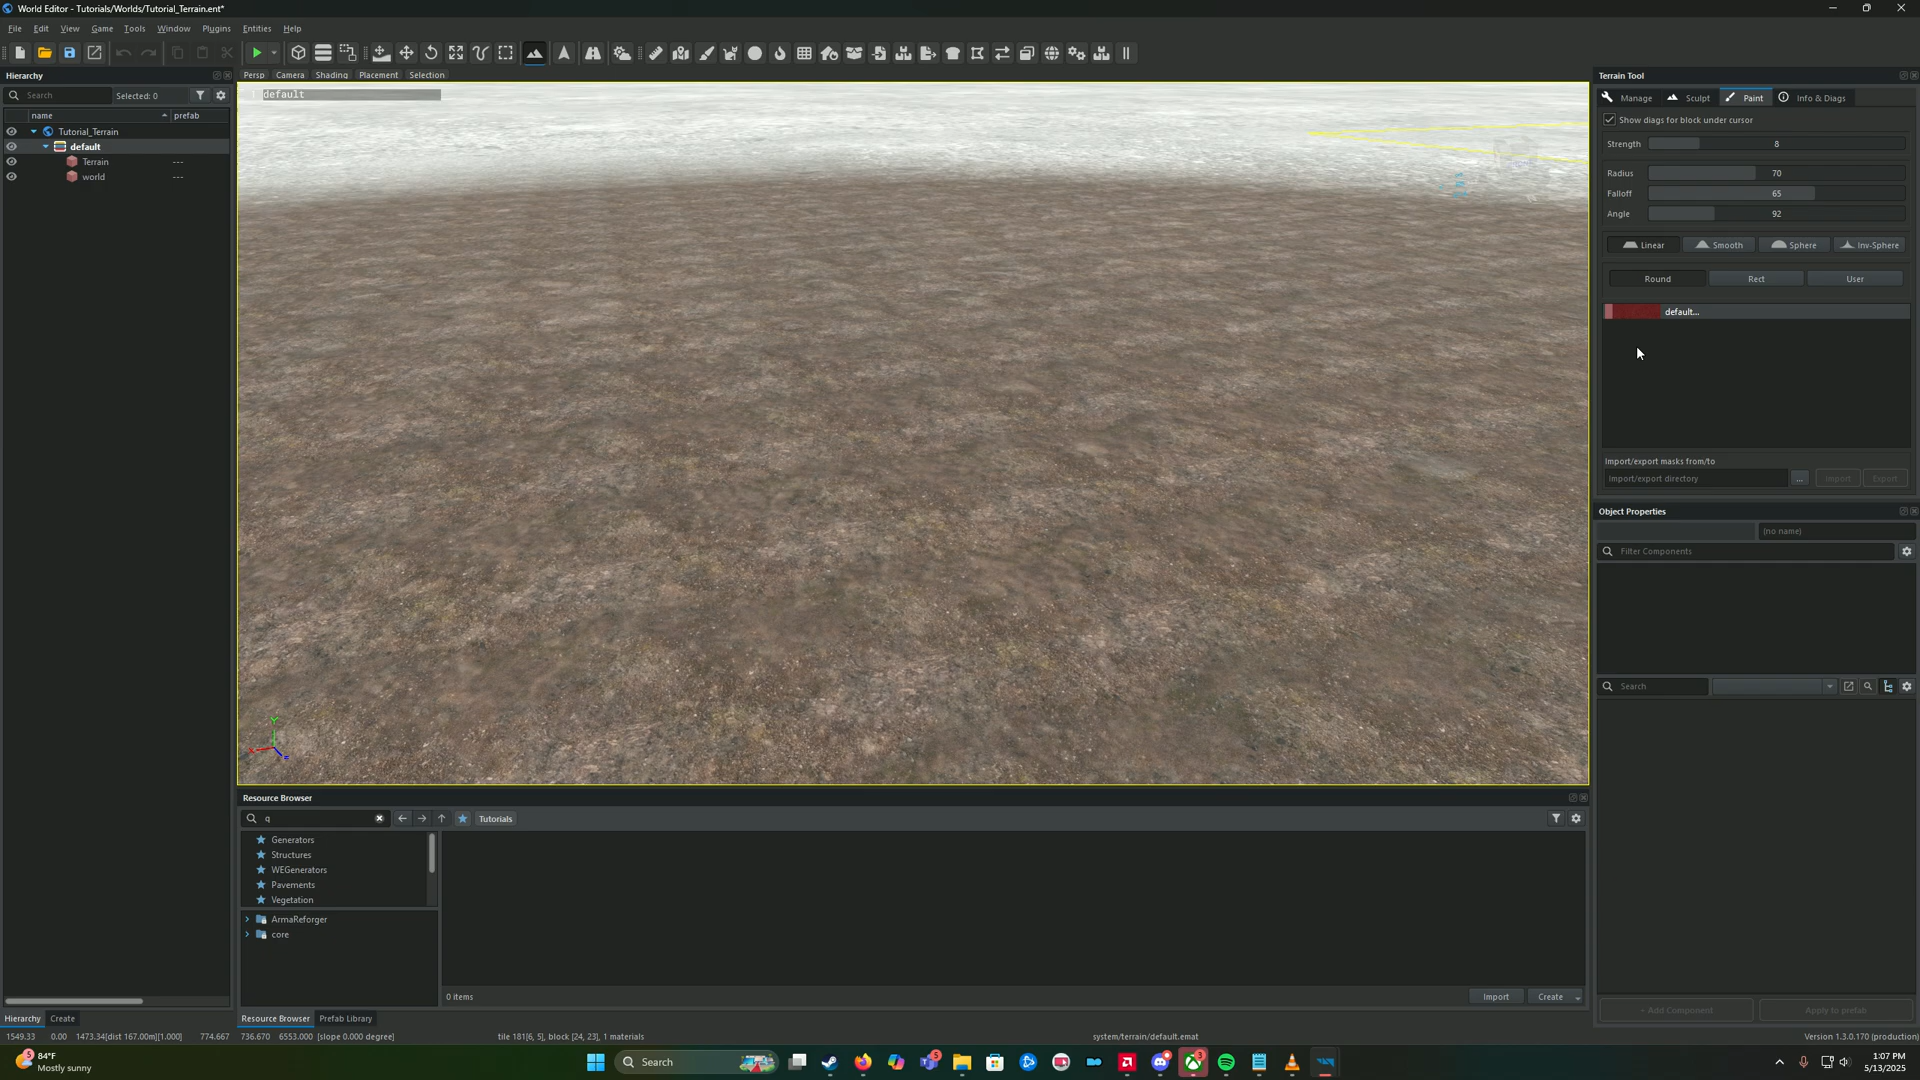 World Editor - Tutorials/Worlds/Tutorial_Terrain.ent*
File Edit View Game Tools Window Plugins Entities Help
Hierarchy
Search Selected: 0
name prefab
Tutorial_Terrain
default
Terrain ---
world ---
Persp Camera Shading Placement Selection
default
Y
Terrain Tool
Manage Sculpt Paint Info & Diags
Show diags for block under cursor
Strength 8
Radius 70
Falloff 65
Angle 92
Linear Smooth Sphere Inv-Sphere
Round Rect User
default...
Import/export masks from/to
Import/export directory ... Import Export
Object Properties
(no name)
Filter Components
Search
+ Add Component Apply to prefab
Resource Browser
q Tutorials
Generators
Structures
WEGenerators
Pavements
Vegetation
ArmaReforger
core
0 items Import Create
Hierarchy Create Resource Browser Prefab Library
1549.33 0.00 1473.34[dist 167.00m][1.000] 774.667 736.670 6553.000 [slope 0.000 degree] tile 181[6, 5], block [24, 23], 1 materials system/terrain/default.emat Version 1.3.0.170 (production)
84°F
Mostly sunny
Search
1:07 PM
5/13/2025